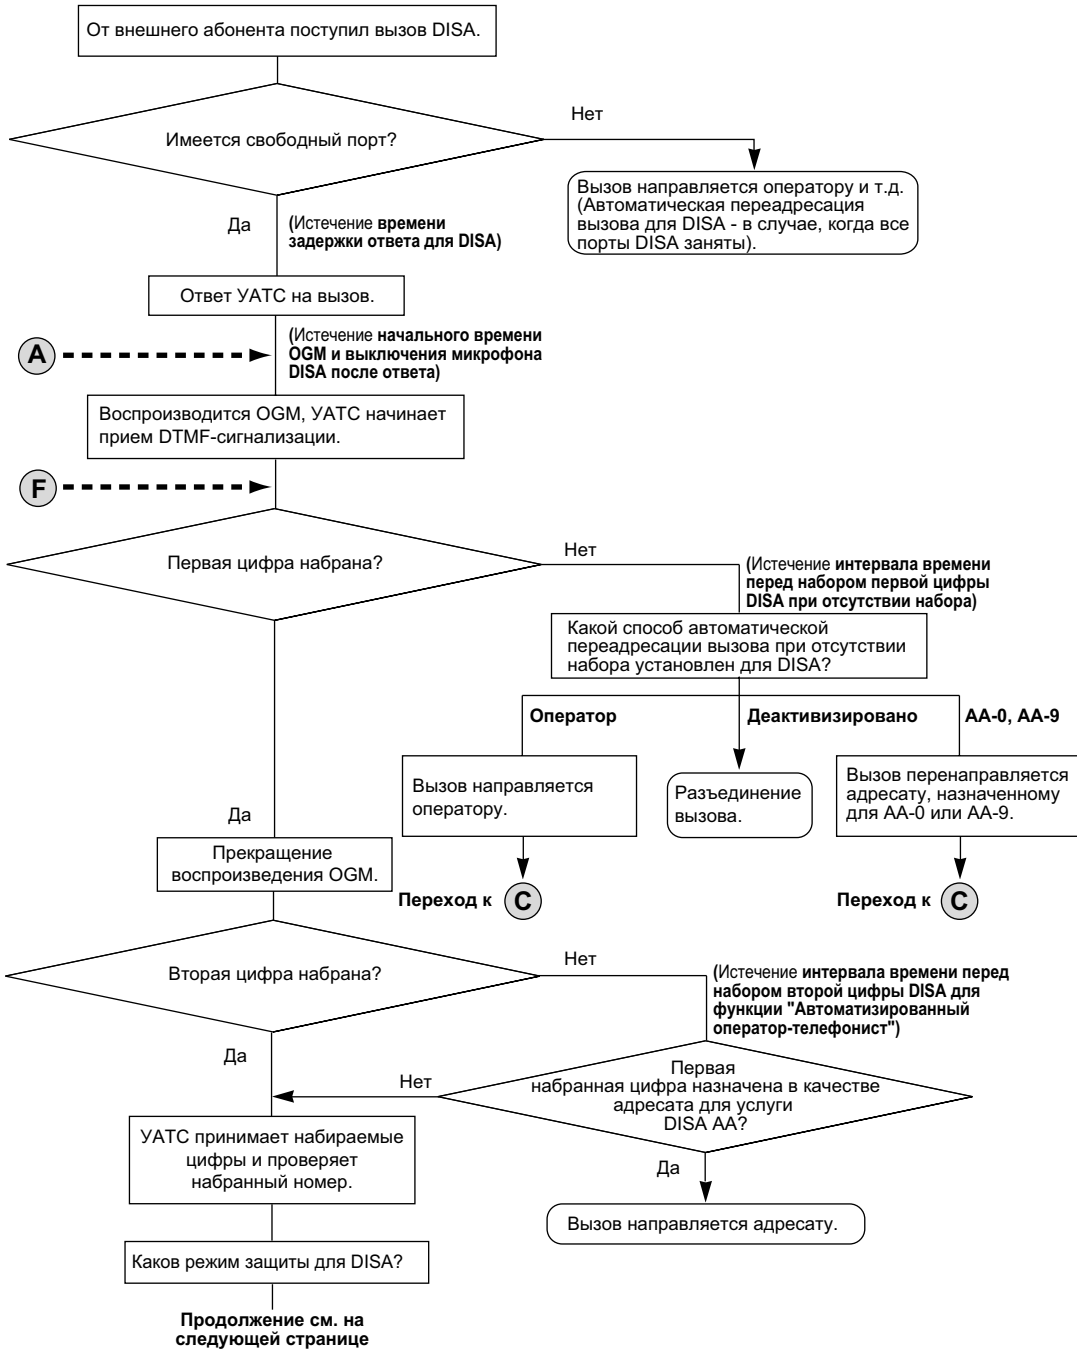 От внешнего абонента поступил вызов DISA.
Имеется свободный порт?
Нет
Вызов направляется оператору и т.д.
(Автоматическая переадресация
вызова для DISA - в случае, когда все
порты DISA заняты).
Да
(Истечение времени
задержки ответа для DISA)
Ответ УАТС на вызов.
(Истечение начального времени
OGM и выключения микрофона
DISA после ответа)
A
Воспроизводится OGM, УАТС начинает
прием DTMF-сигнализации.
F
Первая цифра набрана?
Нет
(Истечение интервала времени
перед набором первой цифры
DISA при отсутствии набора)
Какой способ автоматической
переадресации вызова при отсутствии
набора установлен для DISA?
Оператор
Деактивизировано
AA-0, AA-9
Вызов направляется
оператору.
Разъединение
вызова.
Вызов перенаправляется
адресату, назначенному
для AA-0 или AA-9.
Да
Прекращение
воспроизведения OGM.
Переход к C
Переход к C
Вторая цифра набрана?
Нет
(Истечение интервала времени перед
набором второй цифры DISA для
функции "Автоматизированный
оператор-телефонист")
Да
Нет
Первая
набранная цифра назначена в качестве
адресата для услуги
DISA AA?
УАТС принимает набираемые
цифры и проверяет
набранный номер.
Да
Вызов направляется адресату.
Каков режим защиты для DISA?
Продолжение см. на
следующей странице